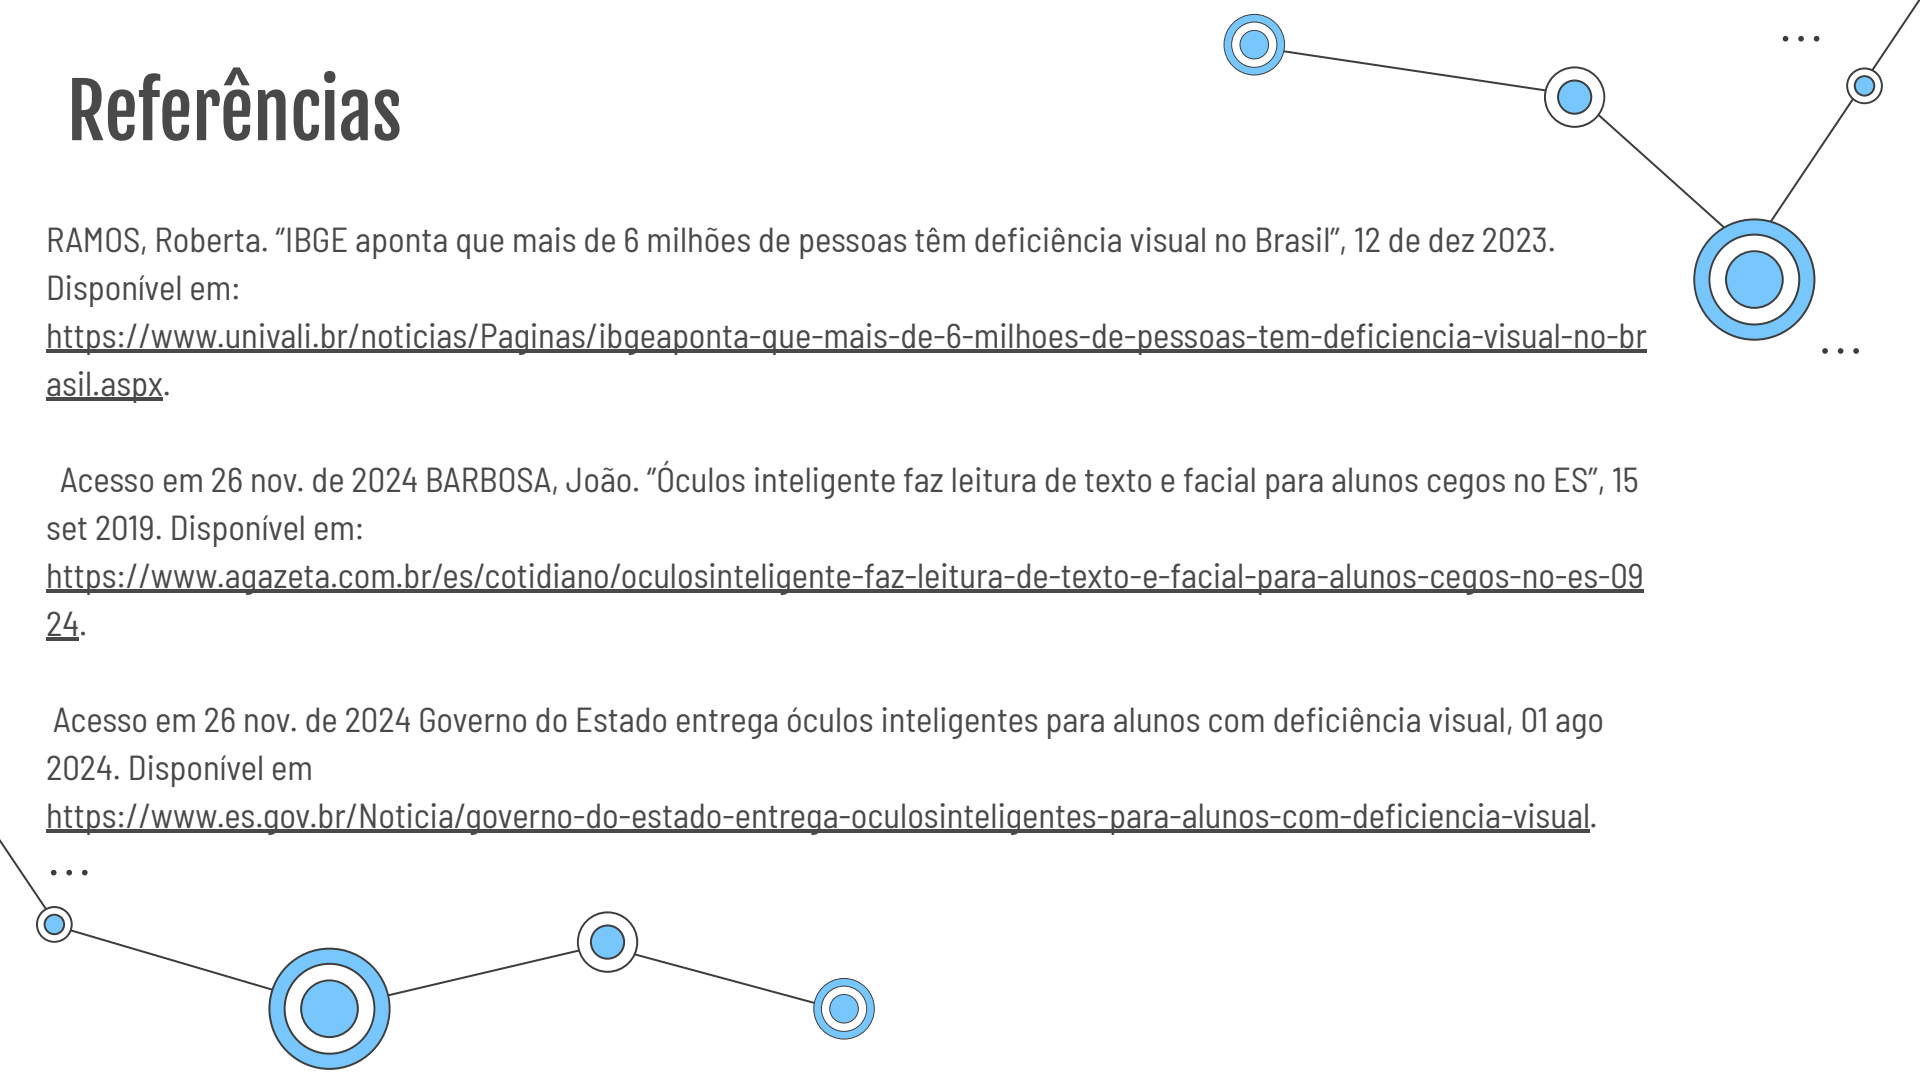 Referências
RAMOS, Roberta. “IBGE aponta que mais de 6 milhões de pessoas têm deficiência visual no Brasil”, 12 de dez 2023.
Disponível em:
https://www.univali.br/noticias/Paginas/ibgeaponta-que-mais-de-6-milhoes-de-pessoas-tem-deficiencia-visual-no-br
asil.aspx.
Acesso em 26 nov. de 2024 BARBOSA, João. “Óculos inteligente faz leitura de texto e facial para alunos cegos no ES”, 15
set 2019. Disponível em:
https://www.agazeta.com.br/es/cotidiano/oculosinteligente-faz-leitura-de-texto-e-facial-para-alunos-cegos-no-es-09
24.
Acesso em 26 nov. de 2024 Governo do Estado entrega óculos inteligentes para alunos com deficiência visual, 01 ago
2024. Disponível em
https://www.es.gov.br/Noticia/governo-do-estado-entrega-oculosinteligentes-para-alunos-com-deficiencia-visual.